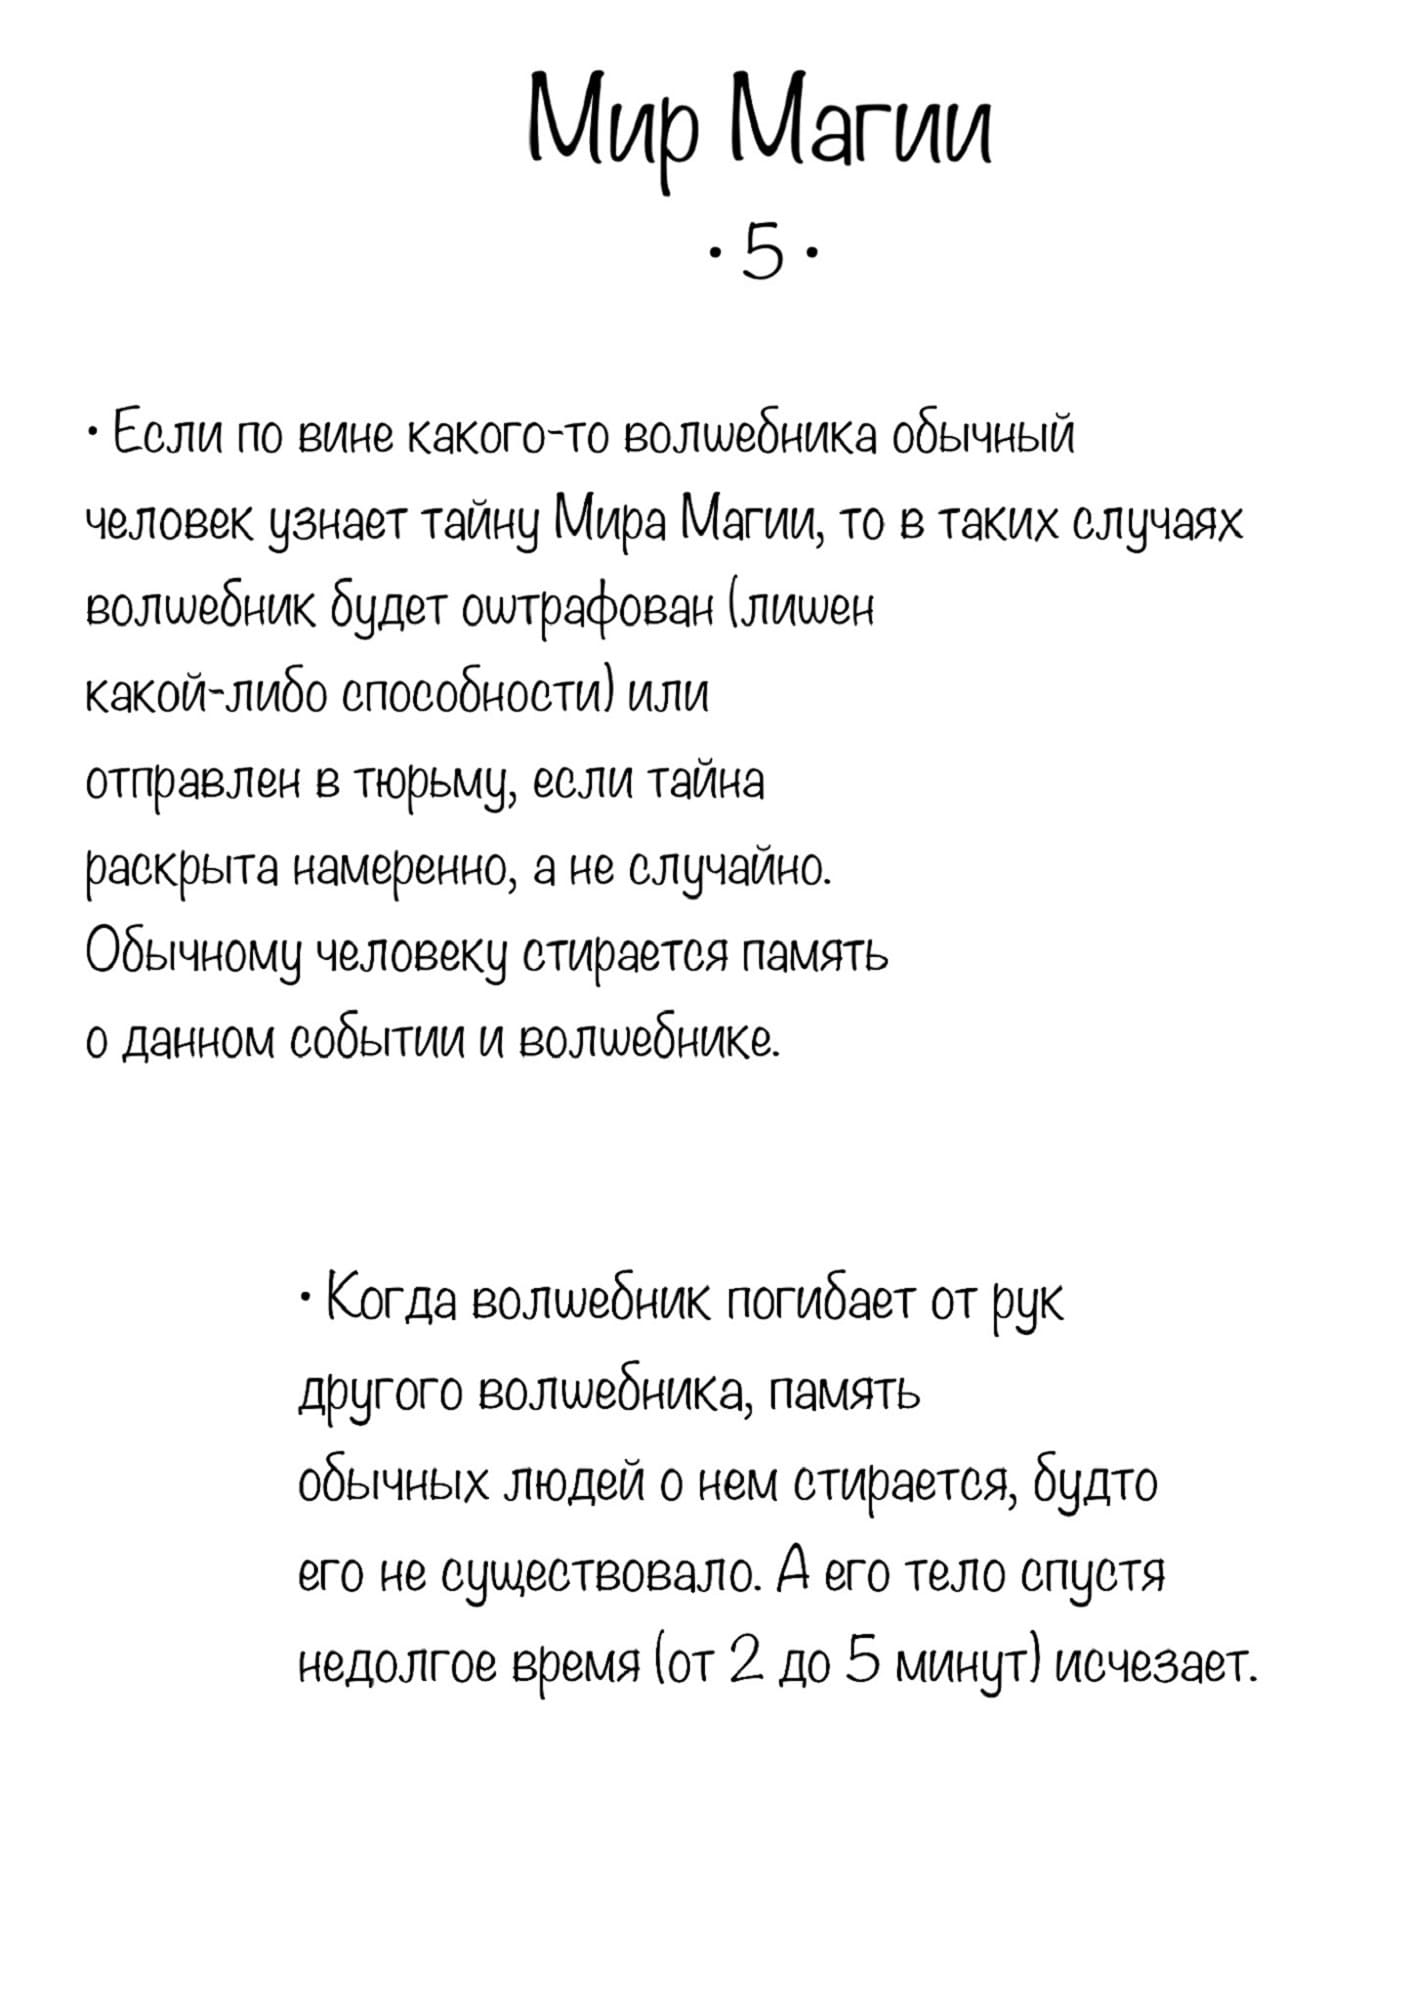 Мир Магии
• 5 •
• Если по вине какого-то волшебника обычный
человек узнает тайну Мира Магии, то в таких случаях
волшебник будет оштрафован (лишен
какой-либо способности) или
отправлен в тюрьму, если тайна
раскрыта намеренно, а не случайно.
Обычному человеку стирается память
о данном событии и волшебнике.
• Когда волшебник погибает от рук
другого волшебника, память
обычных людей о нем стирается, будто
его не существовало. А его тело спустя
недолгое время (от 2 до 5 минут) исчезает.